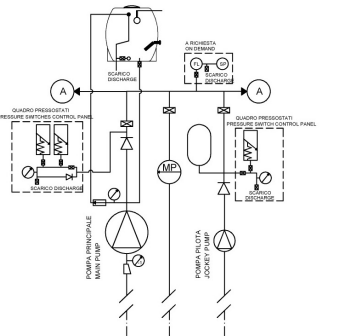 A RICHIESTA
ON DEMAND
FL
SP
SCARICO
DISCHARGE
SCARICO
DISCHARGE
A
A
QUADRO PRESSOSTATI
PRESSURE SWITCHES CONTROL PANEL
QUADRO PRESSOSTATI
PRESSURE SWITCH CONTROL PANEL
MP
SCARICO DISCHARGE
SCARICO
DISCHARGE
POMPA PRINCIPALE
MAIN PUMP
POMPA PILOTA
JOCKEY PUMP